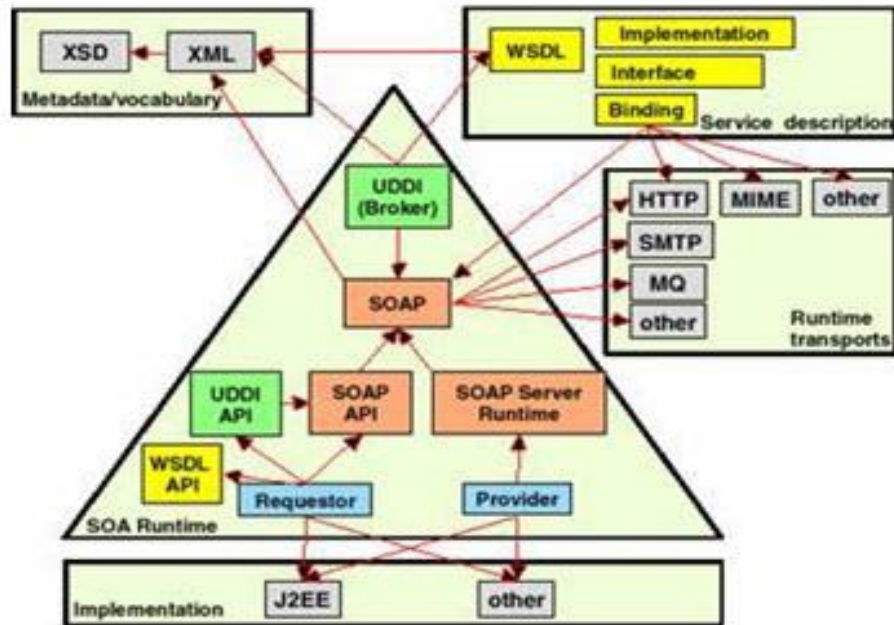 XSD
XML
Metadata/vocabulary
WSDL
Implementation
Interface
Binding
Service description
UDDI
(Broker)
HTTP
MIME
other
SMTP
MQ
other
Runtime
transports
SOAP
UDDI
API
SOAP
API
SOAP Server
Runtime
WSDL
API
Requestor
Provider
SOA Runtime
J2EE
other
Implementation